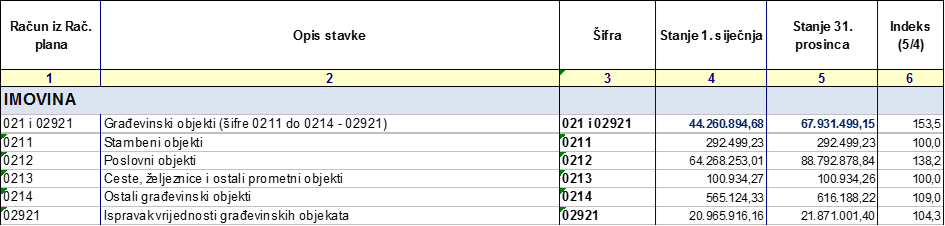 Račun iz Rač. plana Opis stavke Šifra Stanje 1. siječnja Stanje 31. prosinca Indeks (5/4)
1 2 3 4 5 6
IMOVINA
021 i 02921 Građevinski objekti (šifre 0211 do 0214 - 02921) 021 i 02921 44.260.894,68 67.931.499,15 153,5
0211 Stambeni objekti 0211 292.499,23 292.499,23 100,0
0212 Poslovni objekti 0212 64.268.253,01 88.792.878,84 138,2
0213 Ceste, željeznice i ostali prometni objekti 0213 100.934,27 100.934,26 100,0
0214 Ostali građevinski objekti 0214 565.124,33 616.188,22 109,0
02921 Ispravak vrijednosti građevinskih objekata 02921 20.965.916,16 21.871.001,40 104,3